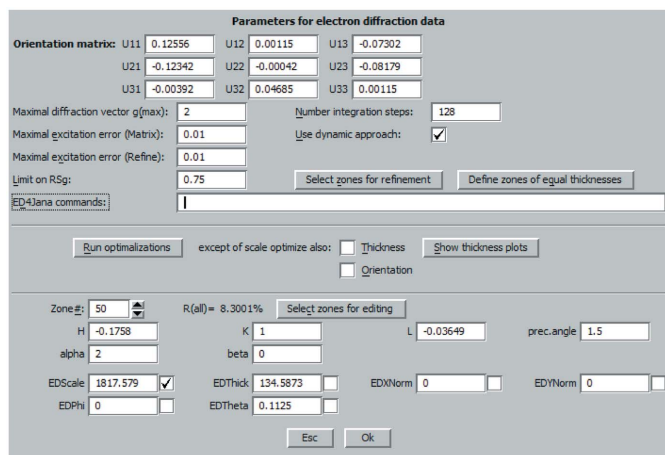 Parameters for electron diffraction data
Orientation matrix: U11 0.12556 U12 0.00115 U13 -0.07302
U21 -0.12342 U22 -0.00042 U23 -0.08179
U31 -0.00392 U32 0.04685 U33 0.00115
Maximal diffraction vector g(max): 2 Number integration steps: 128
Maximal excitation error (Matrix): 0.01 Use dynamic approach:
Maximal excitation error (Refine): 0.01
Limit on RSg: 0.75 Select zones for refinement Define zones of equal thicknesses
ED4Jana commands:
Run optimalizations except of scale optimize also: Thickness Show thickness plots
Orientation
Zone#: 50 R(all)= 8.3001% Select zones for editing
H -0.1758 K 1 L -0.03649 prec.angle 1.5
alpha 2 beta 0
EDScale 1817.579 EDThick 134.5873 EDXNorm 0 EDYNorm 0
EDPhi 0 EDTheta 0.1125
Esc Ok